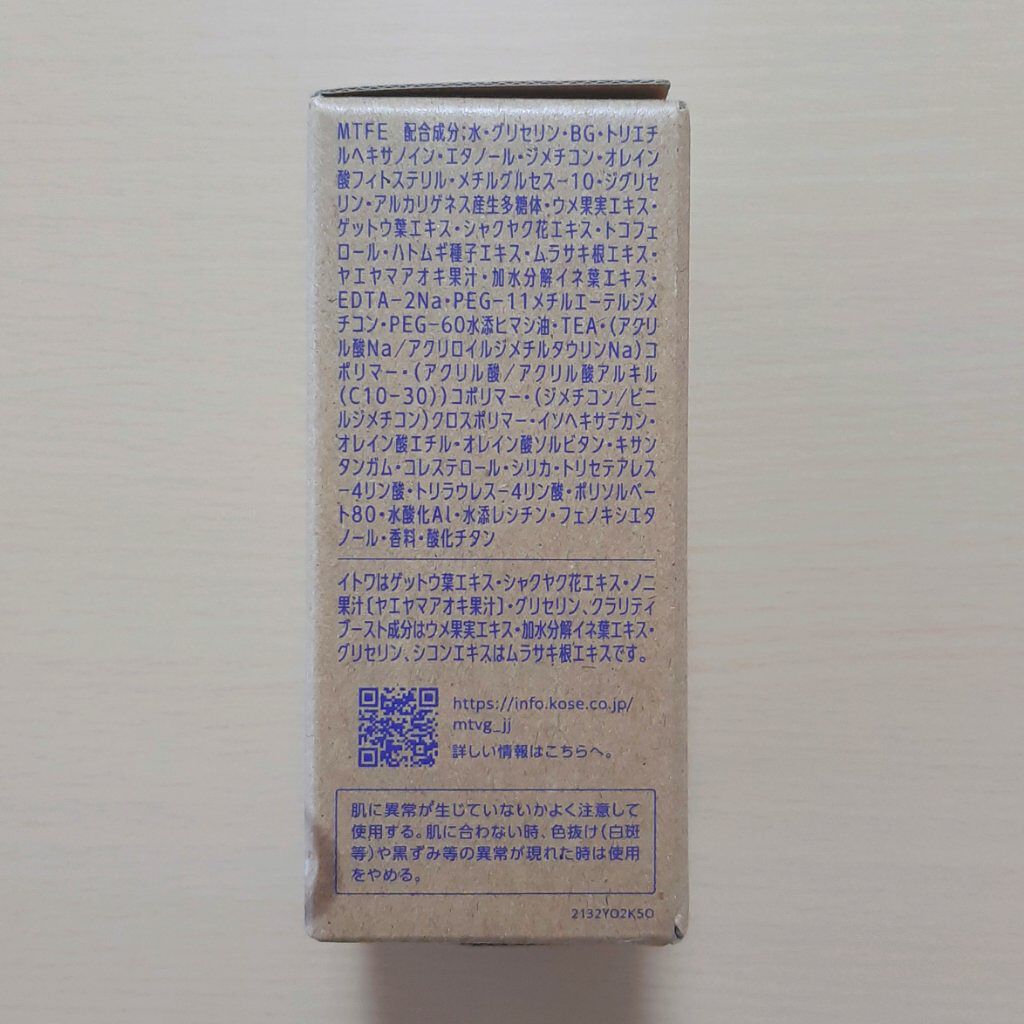 MTFE 配合成分:水・グリセリン・BG・トリエチ
ルヘキサノイン・エタノール・ジメチコン・オレイン
酸フィトステリル・メチルグルセス-10・ジグリセ
リン・アルカリゲネス産生多糖体・ウメ果実エキス・
ゲットウ葉エキス・シャクヤク花エキス・トコフェ
ロール・ハトムギ種子エキス・ムラサキ根エキス・
ヤエヤマアオキ果汁・加水分解イネ葉エキス・
EDTA-2Na・PEG-11メチルエーテルジメ
チコン・PEG-60水添ヒマシ油・TEA・(アクリ
ル酸Na/アクリロイルジメチルタウリンNa)コ
ポリマー・(アクリル酸/アクリル酸アルキル
(C10-30))コポリマー・(ジメチコン/ビニ
ルジメチコン)クロスポリマー・イソヘキサデカン・
オレイン酸エチル・オレイン酸ソルビタン・キサン
タンガム・コレステロール・シリカ・トリセテアレス
-4リン酸・トリラウレス-4リン酸・ポリソルベー
ト80・水酸化Al・水添レシチン・フェノキシエタ
ノール・香料・酸化チタン
イトワはゲットウ葉エキス・シャクヤク花エキス・ノニ
果汁〔ヤエヤマアオキ果汁〕・グリセリン、クラリティ
ブースト成分はウメ果実エキス・加水分解イネ葉エキス・
グリセリン、シコンエキスはムラサキ根エキスです。
https://info.kose.co.jp/
mtvg_jj
詳しい情報はこちらへ。
肌に異常が生じていないかよく注意して
使用する。肌に合わない時、色抜け(白斑
等)や黒ずみ等の異常が現れた時は使用
をやめる。
2132Y02K50